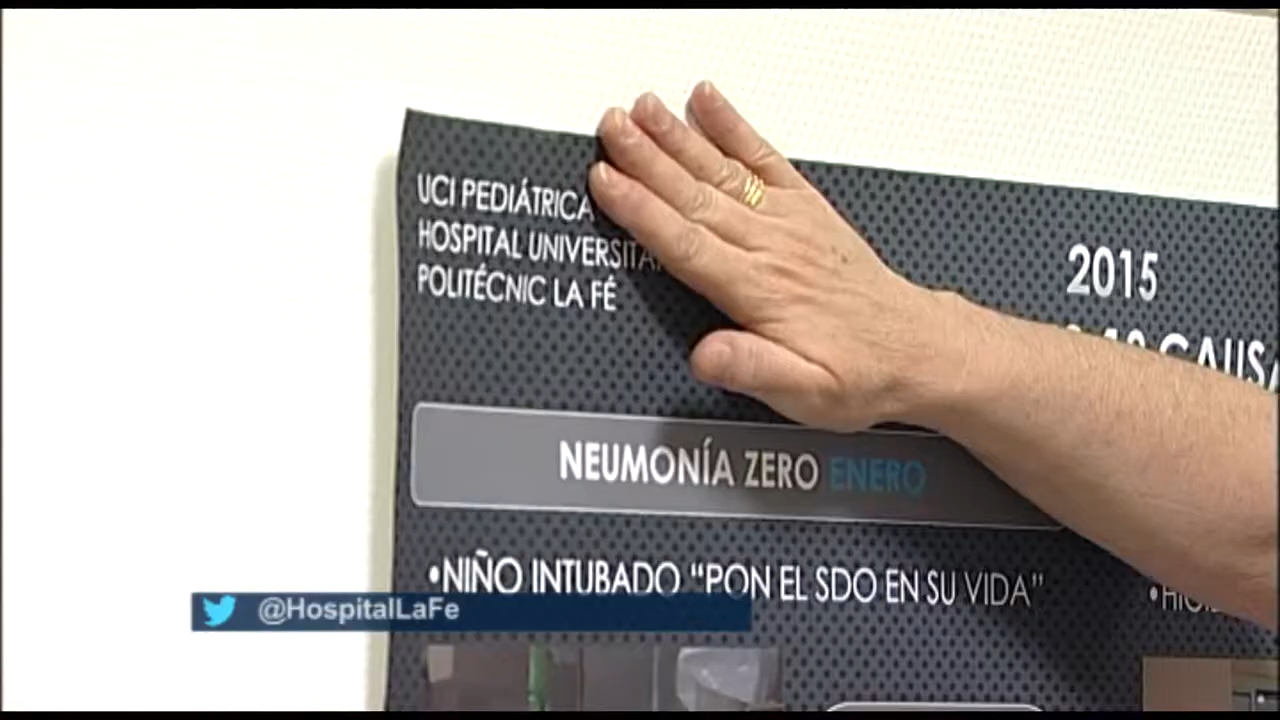 UCI PEDIÁTRICA
HOSPITAL UNIVERSITA
POLITÉCNIC LA FÉ
2015
CAUSA
NEUMONÍA ZERO ENERO
•NIÑO INTUBADO “PON EL SDO EN SU VIDA”
@HospitalLaFe